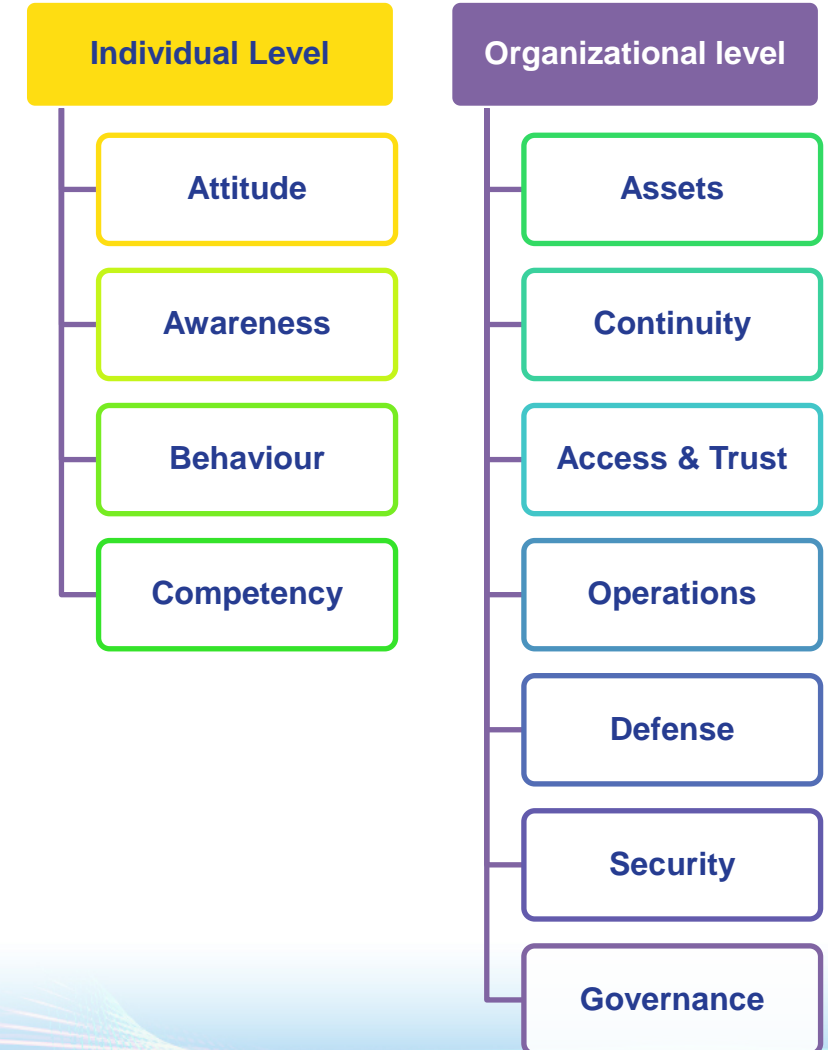 Individual Level
Attitude
Awareness
Behaviour
Competency
Organizational level
Assets
Continuity
Access & Trust
Operations
Defense
Security
Governance